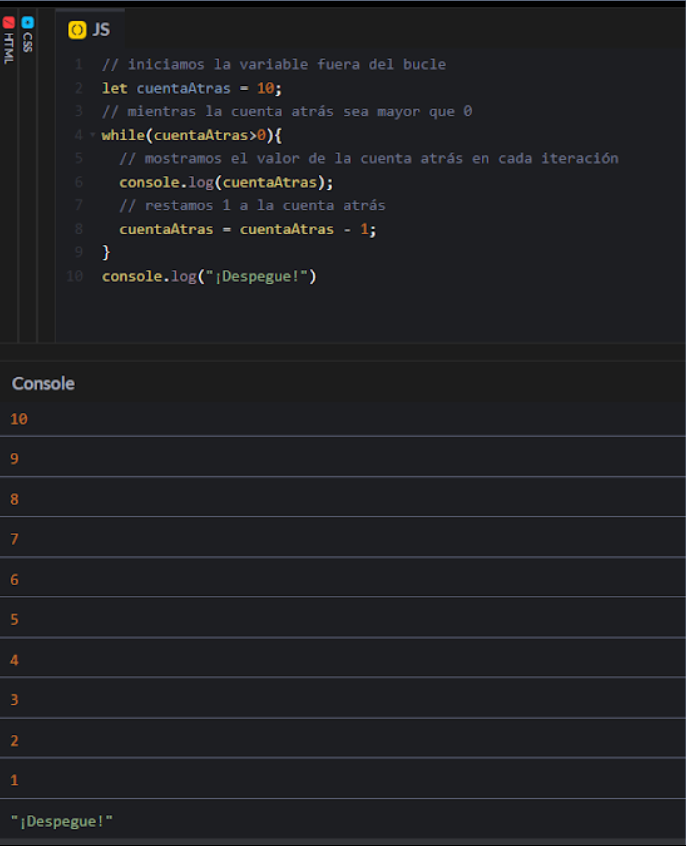 HTML
CSS
JS
1 // iniciamos la variable fuera del bucle
2 let cuentaAtras = 10;
3 // mientras la cuenta atrás sea mayor que 0
4 while(cuentaAtras>0){
5 // mostramos el valor de la cuenta atrás en cada iteración
6 console.log(cuentaAtras);
7 // restamos 1 a la cuenta atrás
8 cuentaAtras = cuentaAtras - 1;
9 }
10 console.log("¡Despegue!")
Console
10
9
8
7
6
5
4
3
2
1
"¡Despegue!"